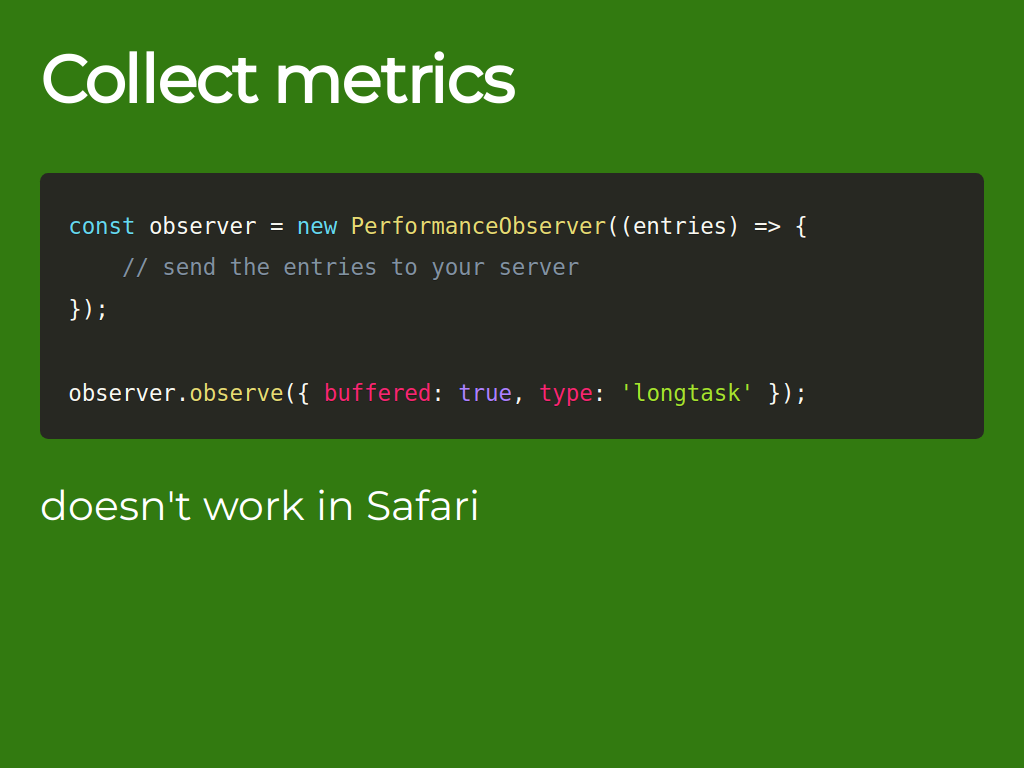 Collect metrics
const observer = new PerformanceObserver((entries) => {
    // send the entries to your server
});
observer.observe({ buffered: true, type: 'longtask' });
doesn't work in Safari